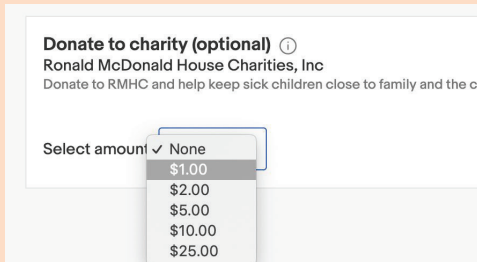 Donate to charity (optional)
Ronald McDonald House Charities, Inc
Donate to RMHC and help keep sick children close to family and the c
Select amount ✓ None
$1.00
$2.00
$5.00
$10.00
$25.00